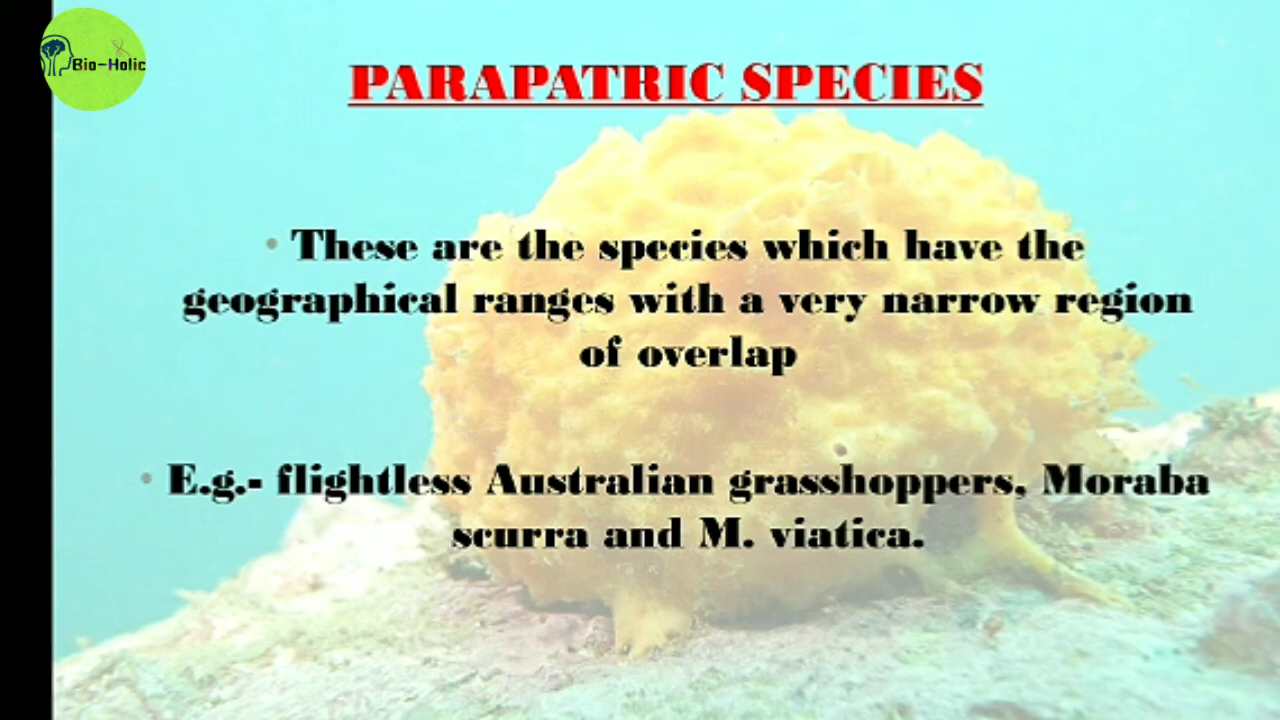 Bio-Holic
PARAPATRIC SPECIES
• These are the species which have the
geographical ranges with a very narrow region
of overlap
• E.g.- flightless Australian grasshoppers, Moraba
scurra and M. viatica.